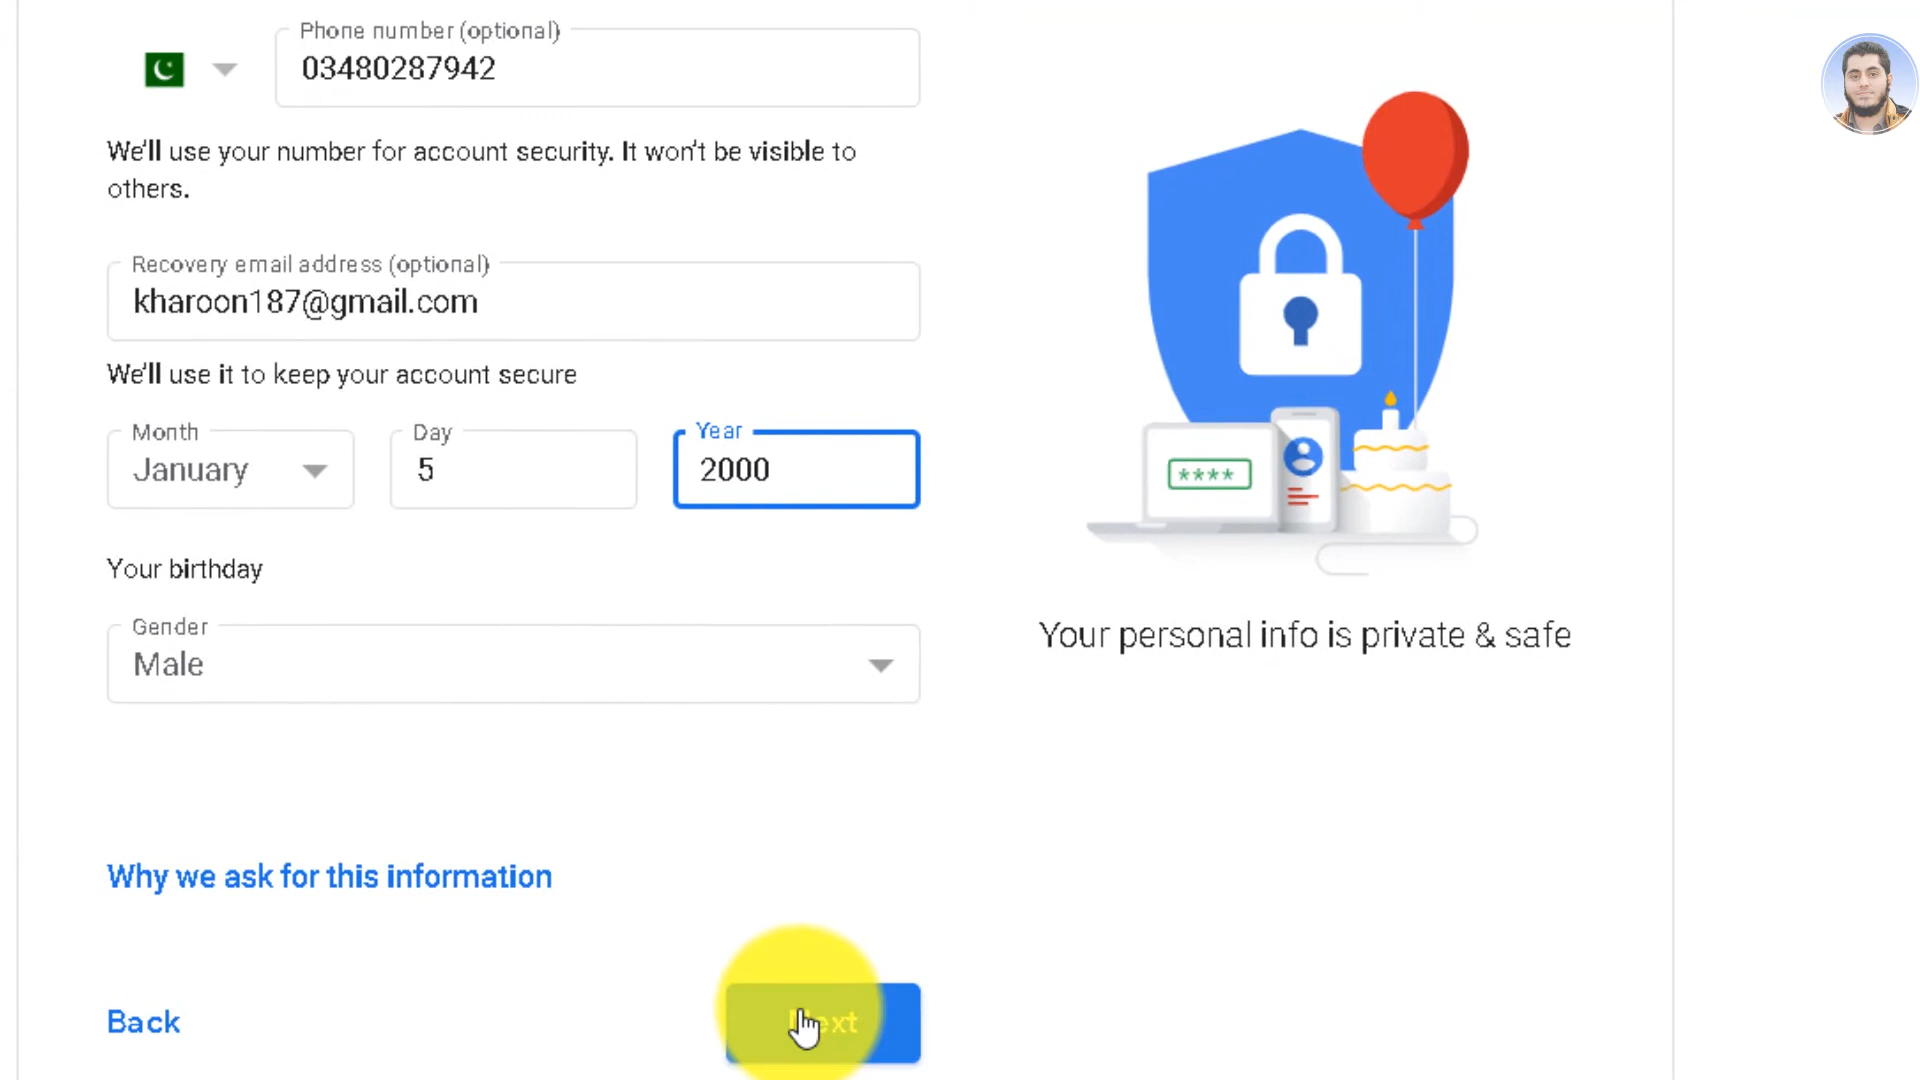 Phone number (optional)
03480287942
We'll use your number for account security. It won't be visible to
others.
Recovery email address (optional)
kharoon187@gmail.com
We'll use it to keep your account secure
Month
Day
Year
January
5
2000
****
Your birthday
Gender
Male
Your personal info is private & safe
Why we ask for this information
Back
Next